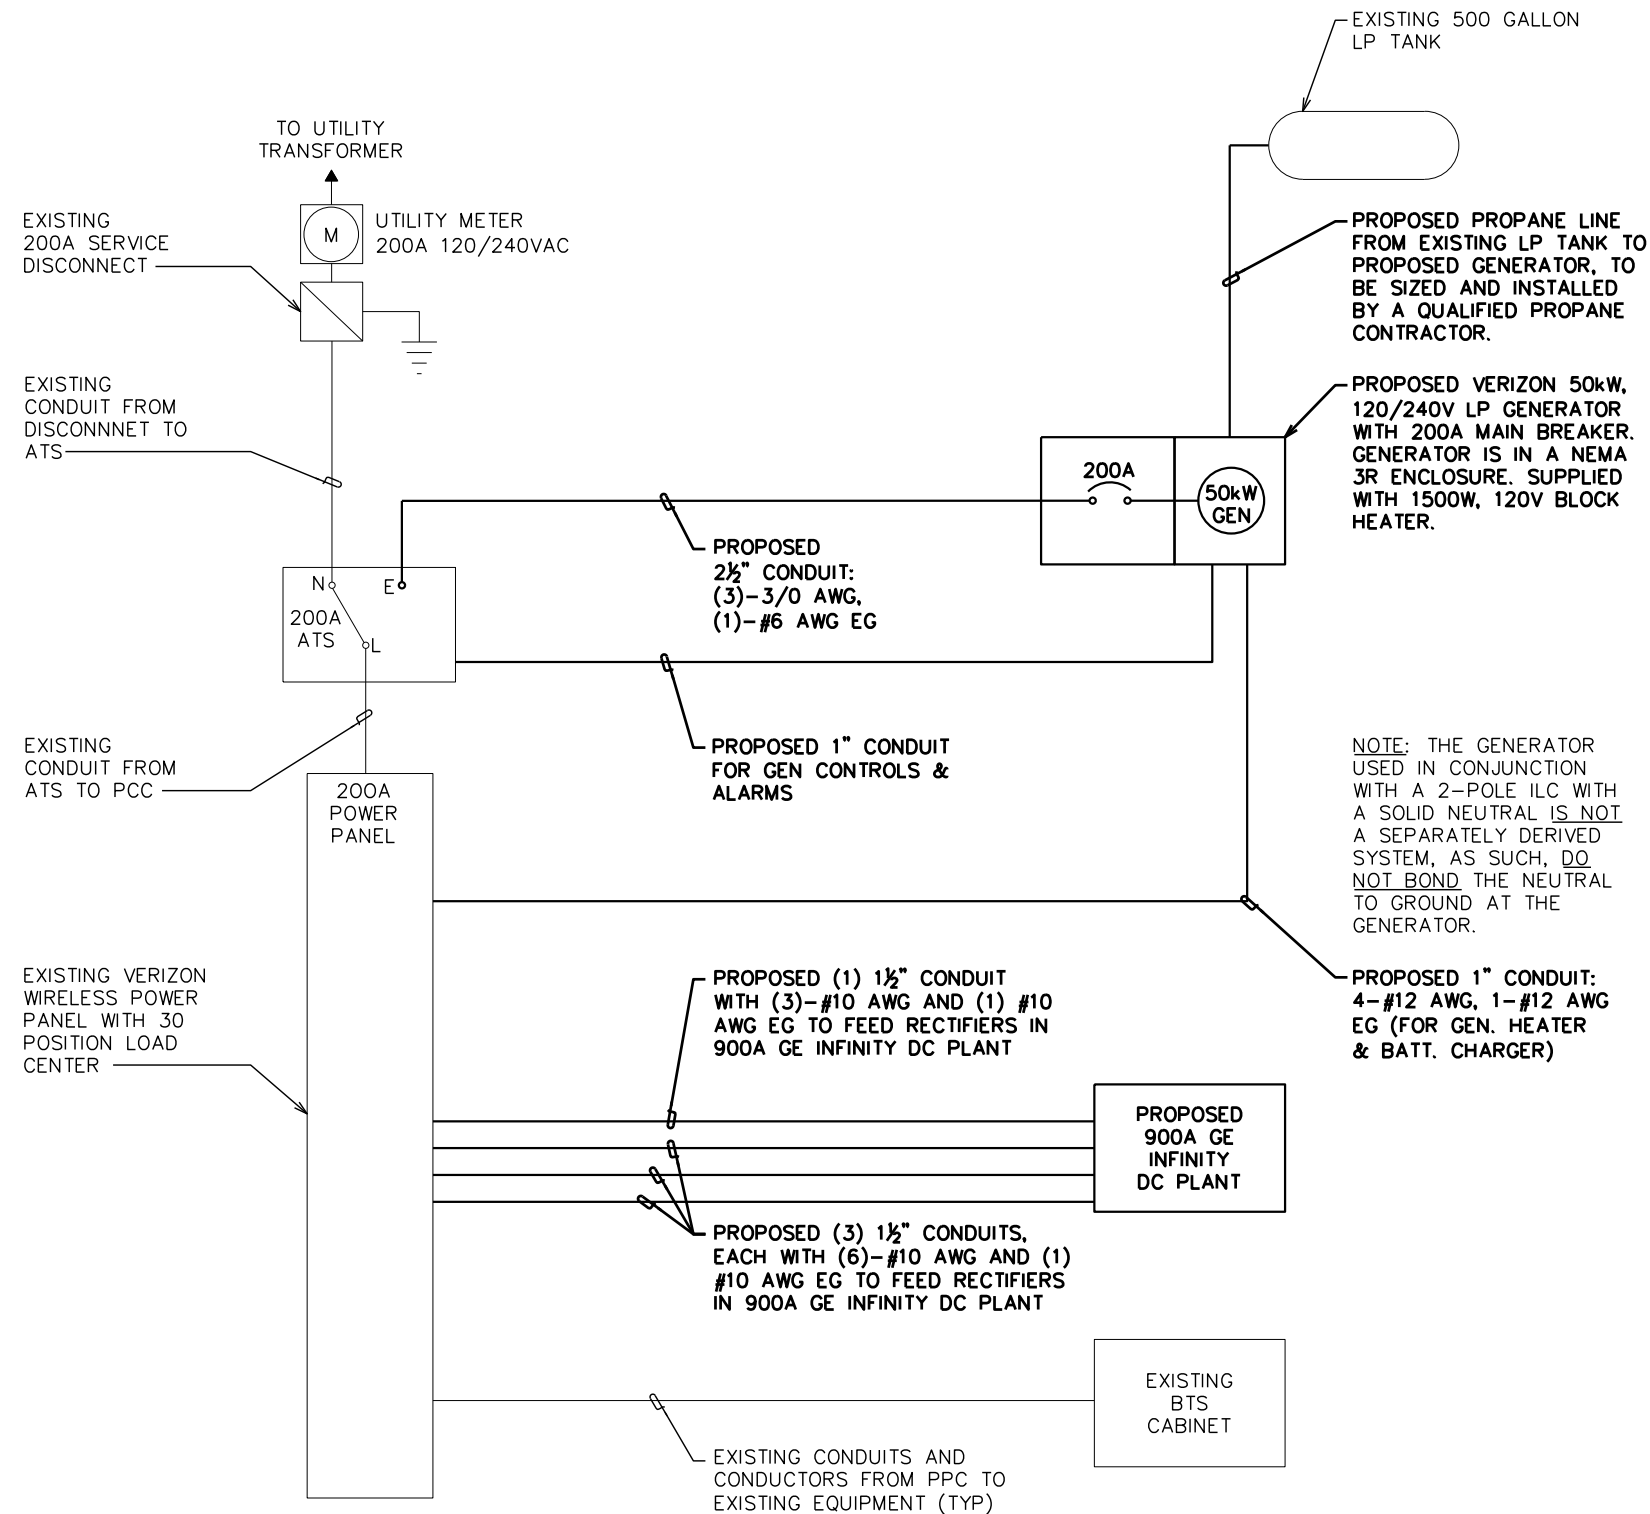 EXISTING 500 GALLON
LP TANK
TO UTILITY
TRANSFORMER
EXISTING
200A SERVICE
DISCONNECT
M
UTILITY METER
200A 120/240VAC
PROPOSED PROPANE LINE
FROM EXISTING LP TANK TO
PROPOSED GENERATOR, TO
BE SIZED AND INSTALLED
BY A QUALIFIED PROPANE
CONTRACTOR.
EXISTING
CONDUIT FROM
DISCONNNET TO
ATS
PROPOSED VERIZON 50kW,
120/240V LP GENERATOR
WITH 200A MAIN BREAKER.
GENERATOR IS IN A NEMA
3R ENCLOSURE. SUPPLIED
WITH 1500W, 120V BLOCK
HEATER.
200A
50kW
GEN
PROPOSED
2½" CONDUIT:
(3)-3/0 AWG,
(1)-#6 AWG EG
N
E
200A
ATS
L
EXISTING
CONDUIT FROM
ATS TO PCC
PROPOSED 1" CONDUIT
FOR GEN CONTROLS &
ALARMS
NOTE: THE GENERATOR
USED IN CONJUNCTION
WITH A 2-POLE ILC WITH
A SOLID NEUTRAL IS NOT
A SEPARATELY DERIVED
SYSTEM, AS SUCH, DO
NOT BOND THE NEUTRAL
TO GROUND AT THE
GENERATOR.
200A
POWER
PANEL
EXISTING VERIZON
WIRELESS POWER
PANEL WITH 30
POSITION LOAD
CENTER
PROPOSED (1) 1½" CONDUIT
WITH (3)-#10 AWG AND (1) #10
AWG EG TO FEED RECTIFIERS IN
900A GE INFINITY DC PLANT
PROPOSED 1" CONDUIT:
4-#12 AWG, 1-#12 AWG
EG (FOR GEN. HEATER
& BATT. CHARGER)
PROPOSED
900A GE
INFINITY
DC PLANT
PROPOSED (3) 1½" CONDUITS,
EACH WITH (6)-#10 AWG AND (1)
#10 AWG EG TO FEED RECTIFIERS
IN 900A GE INFINITY DC PLANT
EXISTING
BTS
CABINET
EXISTING CONDUITS AND
CONDUCTORS FROM PPC TO
EXISTING EQUIPMENT (TYP)